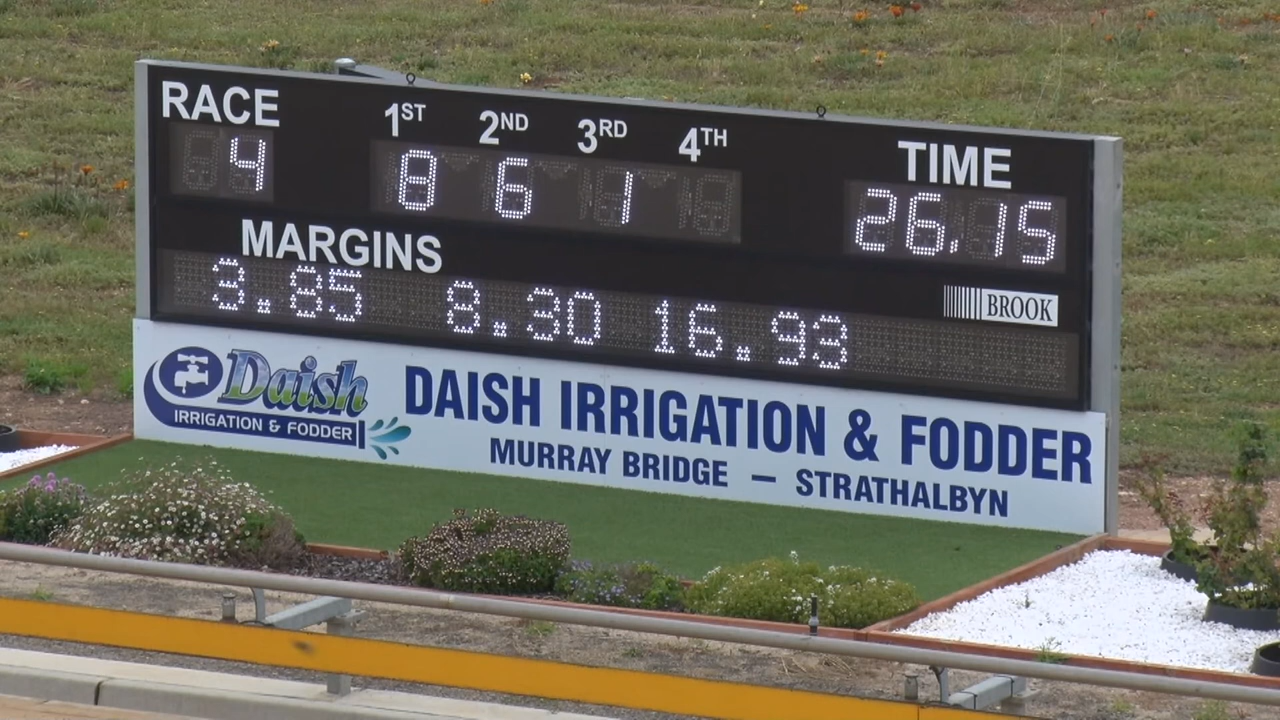 RACE 1ST 2ND 3RD 4TH TIME
4 8 6 1 26.15
MARGINS
3.85 8.30 16.93
BROOK
Daish
IRRIGATION & FODDER
DAISH IRRIGATION & FODDER
MURRAY BRIDGE – STRATHALBYN